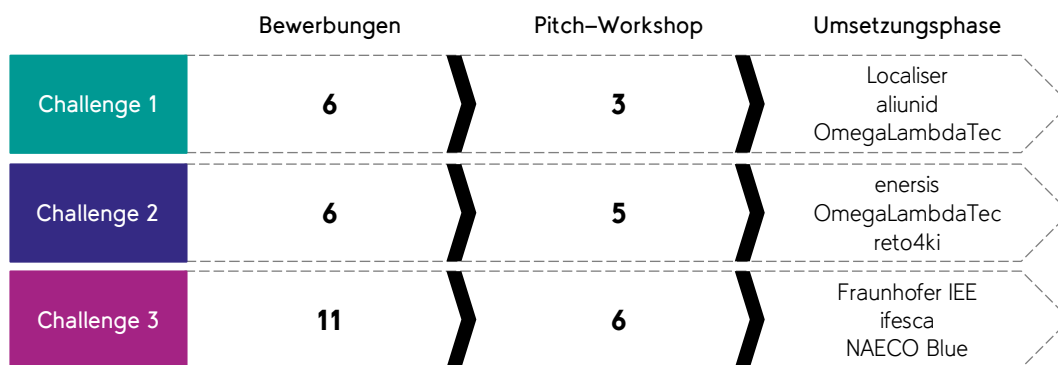 Bewerbungen Pitch–Workshop Umsetzungsphase
Challenge 1 6 3 Localiser
aliunid
OmegaLambdaTec
Challenge 2 6 5 enersis
OmegaLambdaTec
reto4ki
Challenge 3 11 6 Fraunhofer IEE
ifesca
NAECO Blue